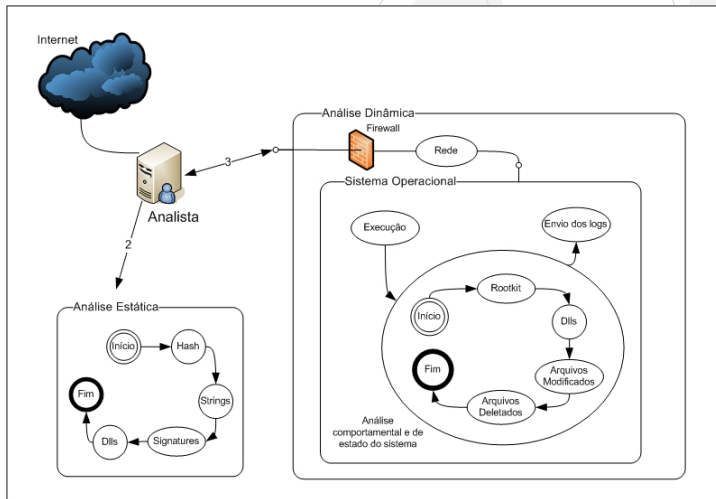 Internet
Analista
3
2
Análise Estática
Início
Hash
Strings
Signatures
Dlls
Fim
Análise Dinâmica
Firewall
Rede
Sistema Operacional
Execução
Envio dos logs
Início
Rootkit
Dlls
Arquivos
Modificados
Arquivos
Deletados
Fim
Análise
comportamental e de
estado do sistema